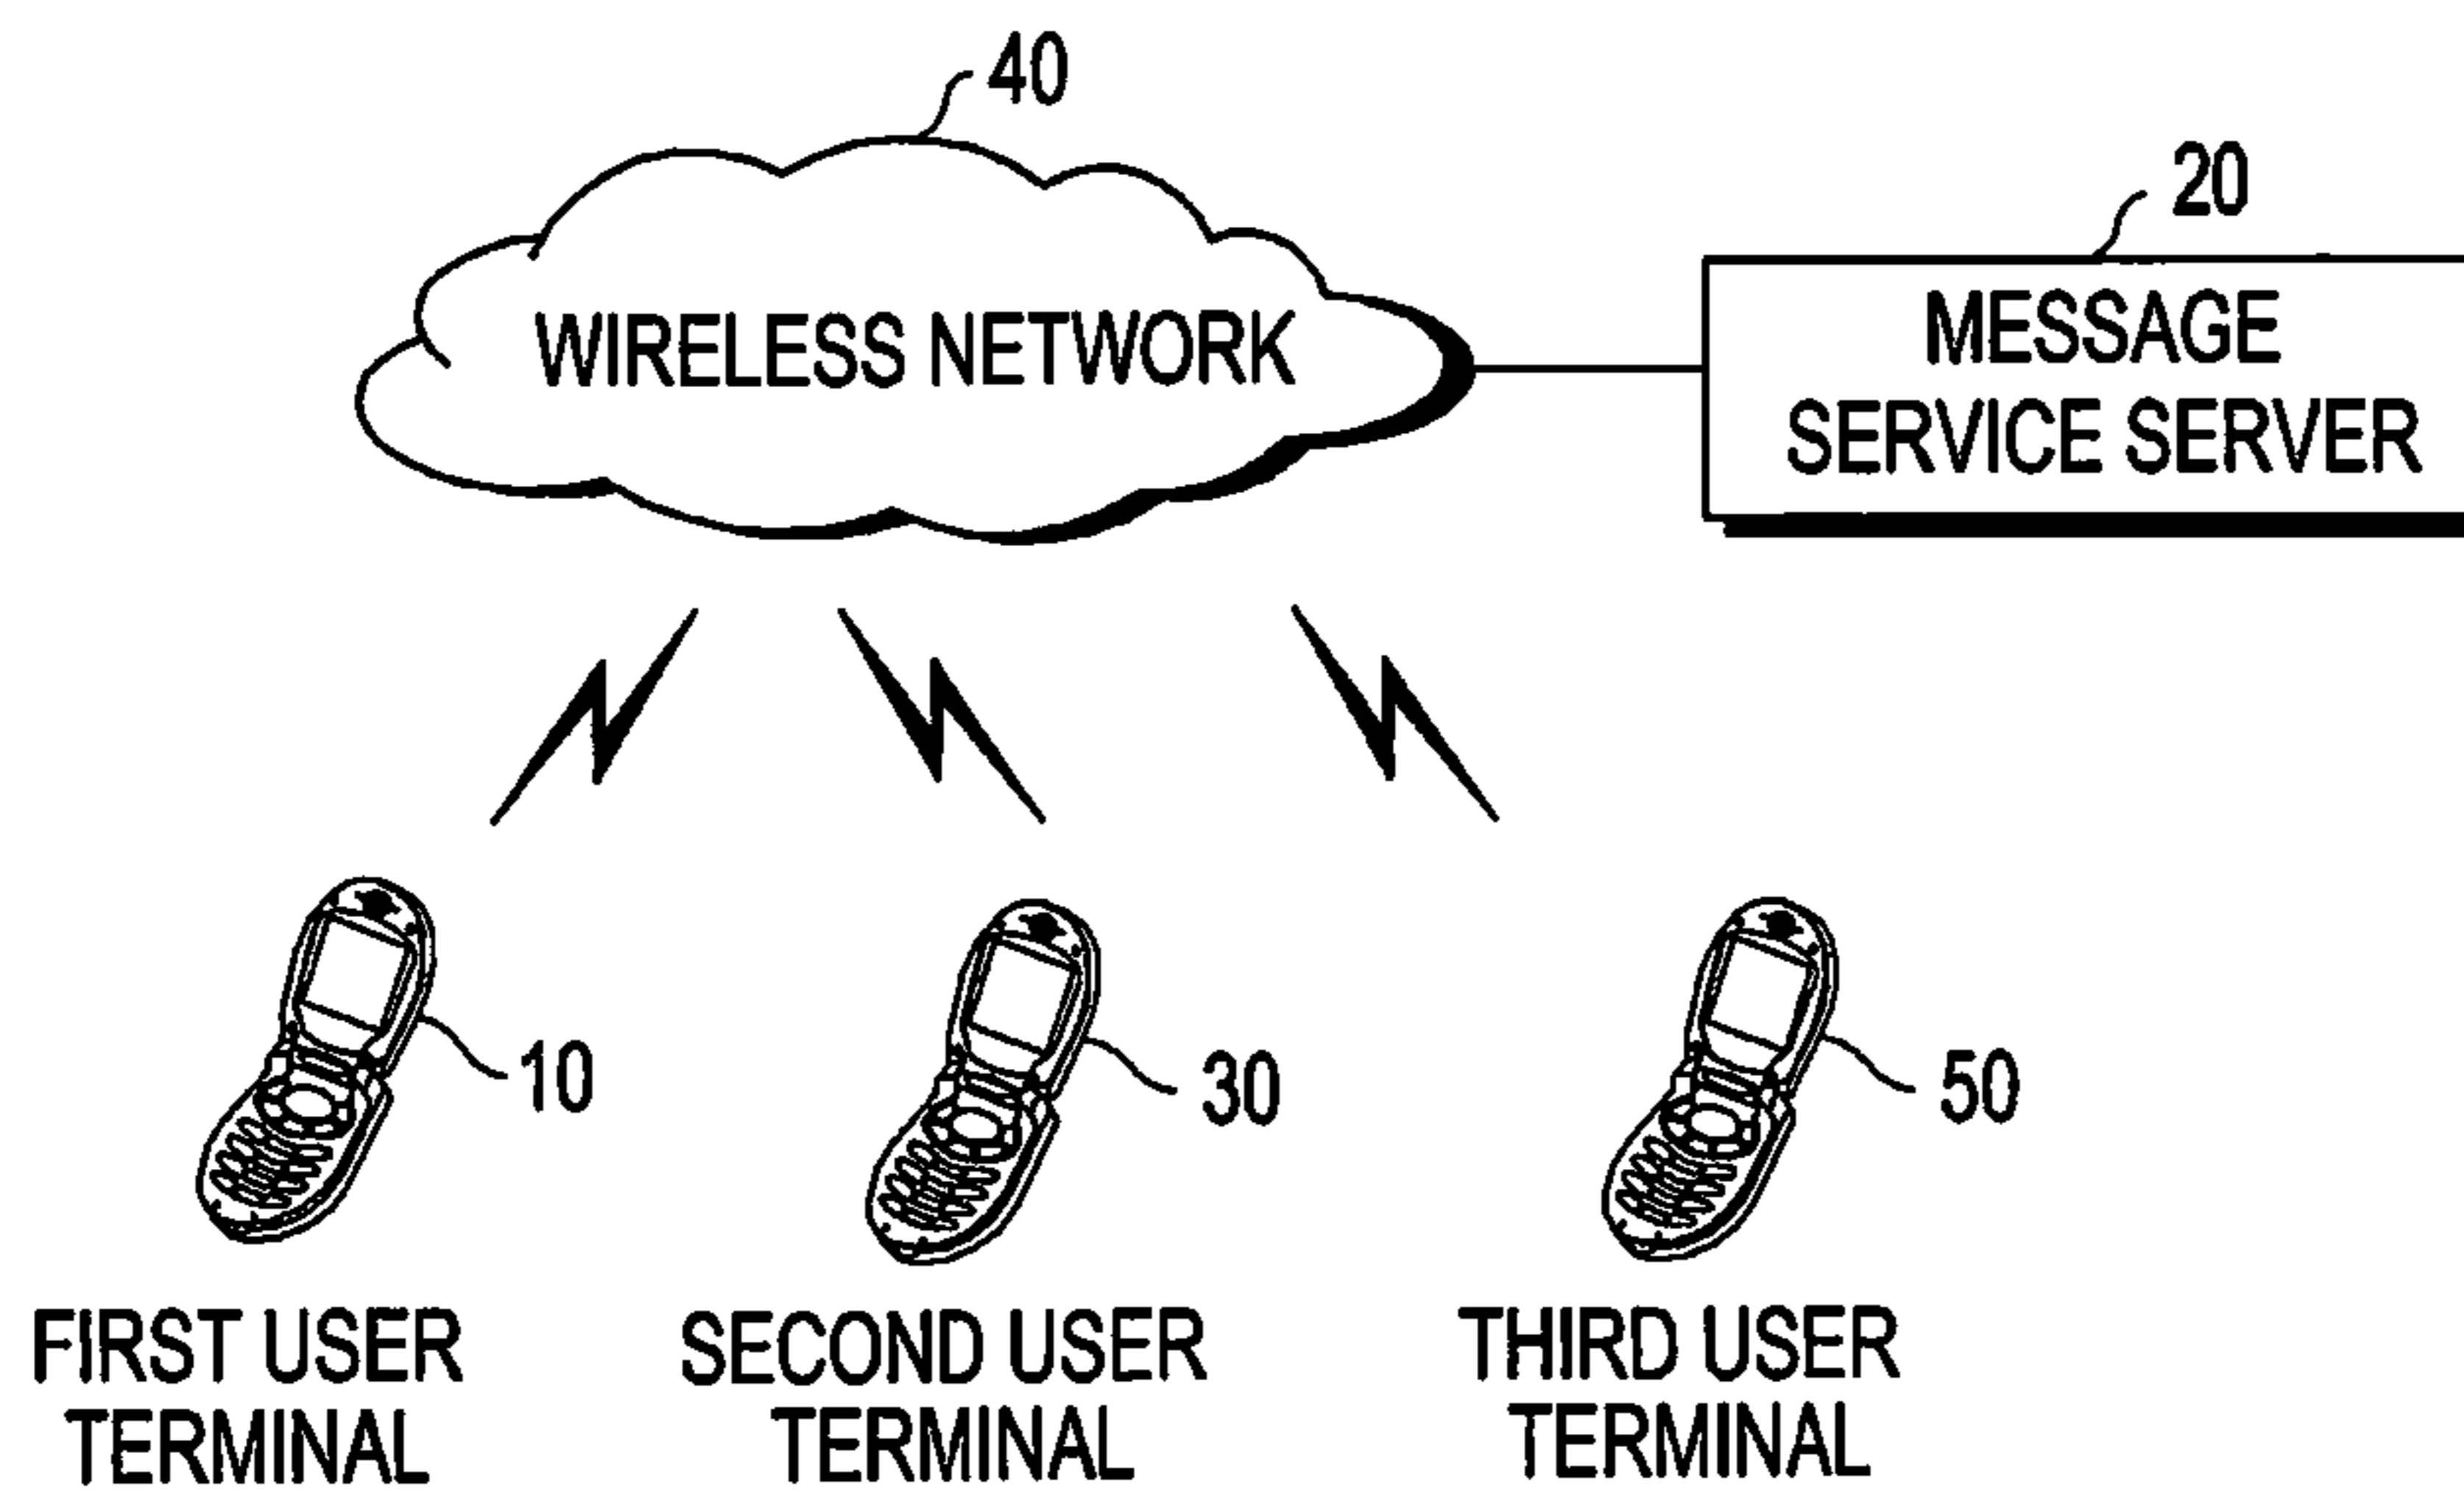 40
20
WIRELESS NETWORK
MESSAGE
SERVICE SERVER
10
30
50
FIRST USER
TERMINAL
SECOND USER
TERMINAL
THIRD USER
TERMINAL